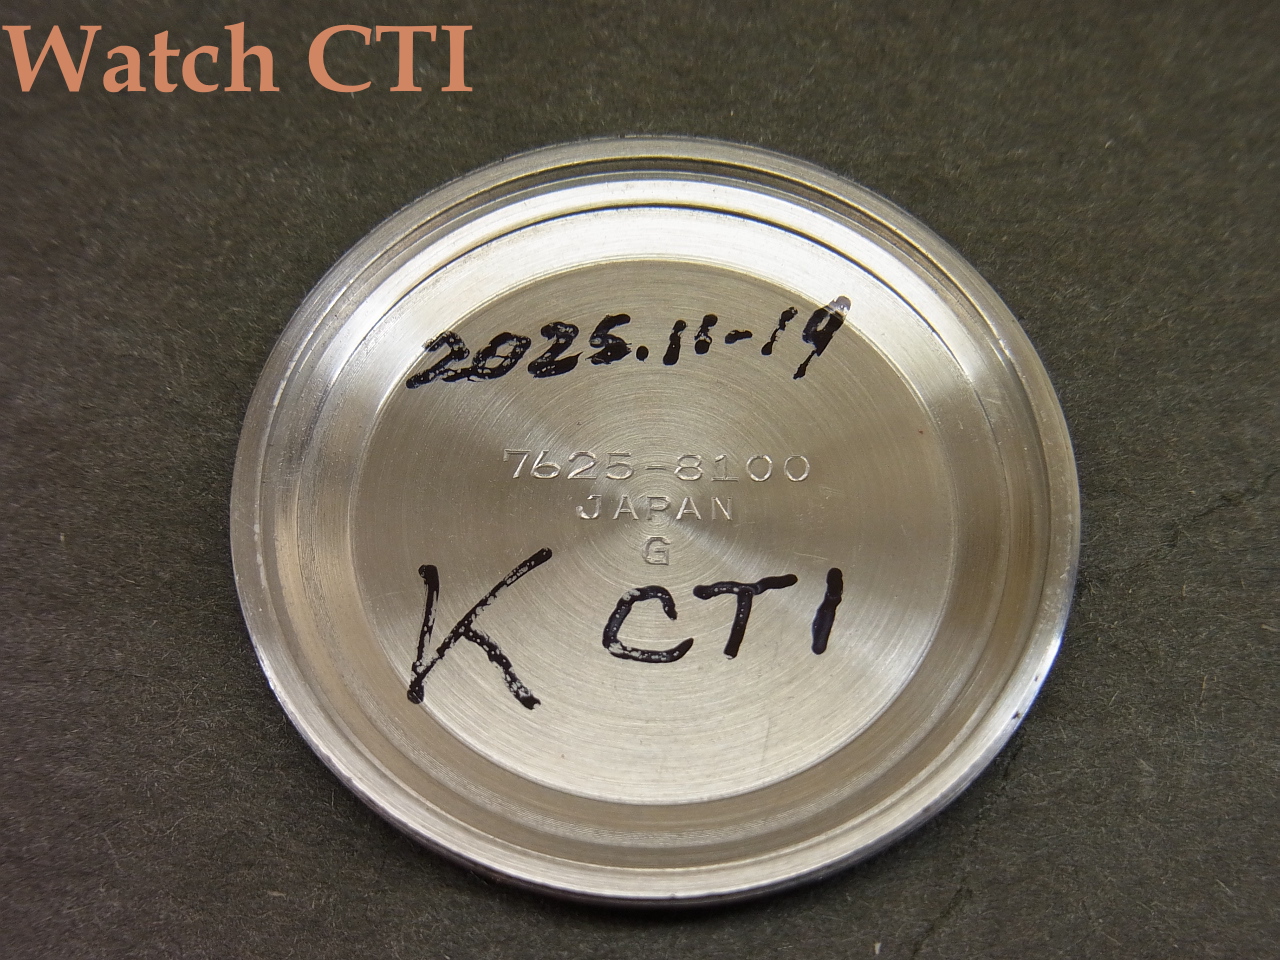 Watch CTI
2025.11-19
7625-8100
JAPAN
G
K CTI